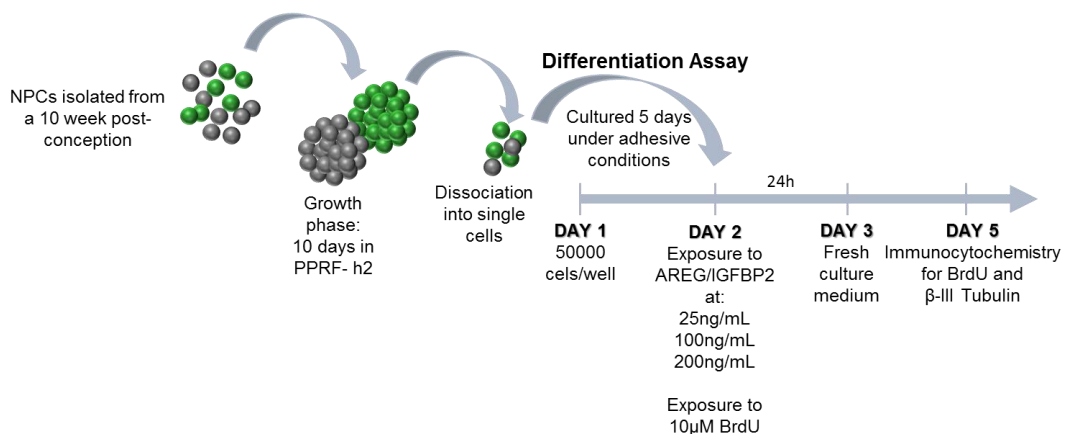 Differentiation Assay
NPCs isolated from
a 10 week post-
conception
Growth
phase:
10 days in
PPRF- h2
Dissociation
into single
cells
Cultured 5 days
under adhesive
conditions
24h
DAY 1
50000
cels/well
DAY 2
Exposure to
AREG/IGFBP2
at:
25ng/mL
100ng/mL
200ng/mL
Exposure to
10µM BrdU
DAY 3
Fresh
culture
medium
DAY 5
Immunocytochemistry
for BrdU and
β-III Tubulin